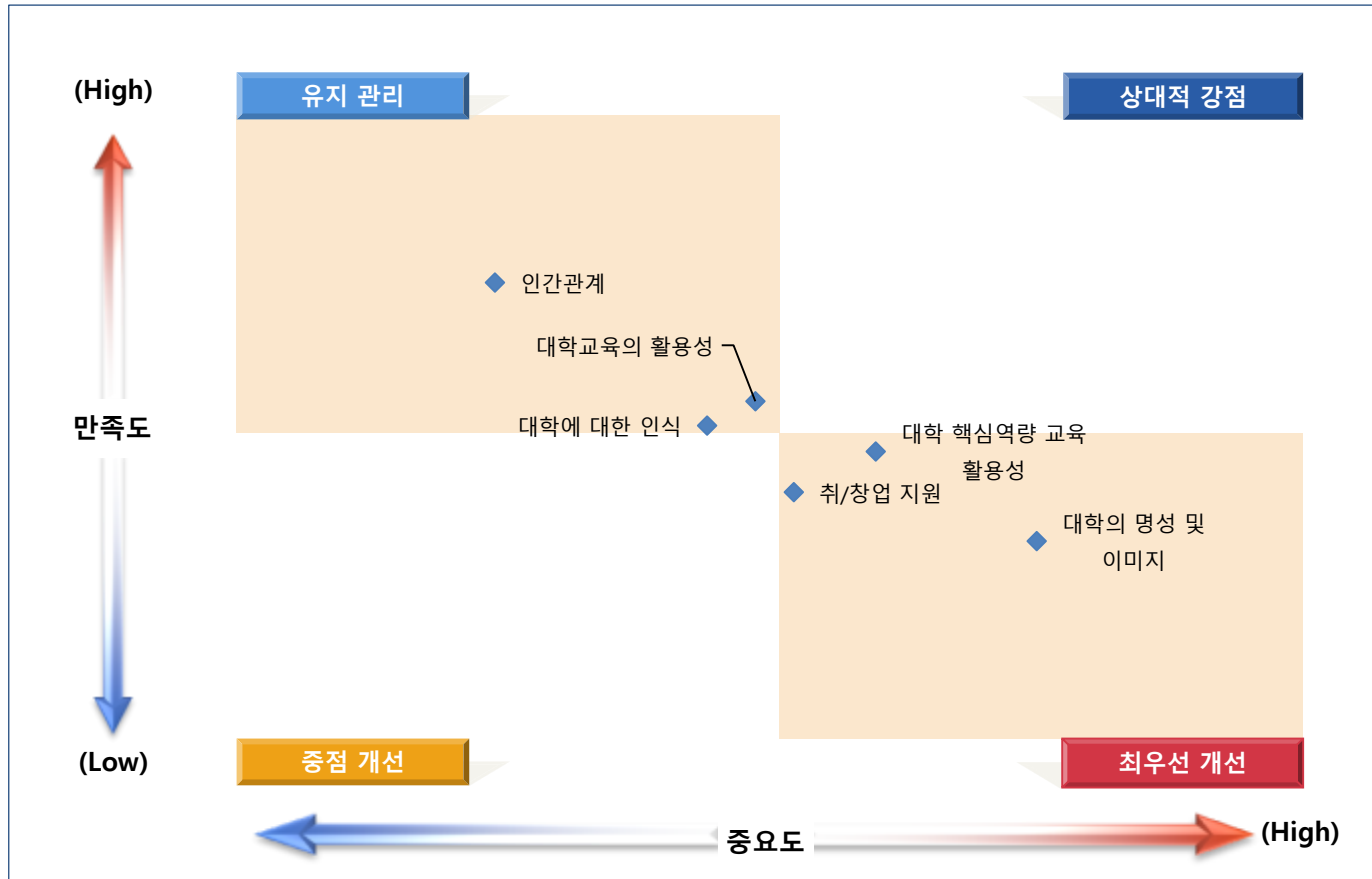 (High)
유지 관리
상대적 강점
인간관계
대학교육의 활용성
만족도
대학에 대한 인식
대학 핵심역량 교육
활용성
취/창업 지원
대학의 명성 및
이미지
(Low)
중점 개선
최우선 개선
중요도
(High)